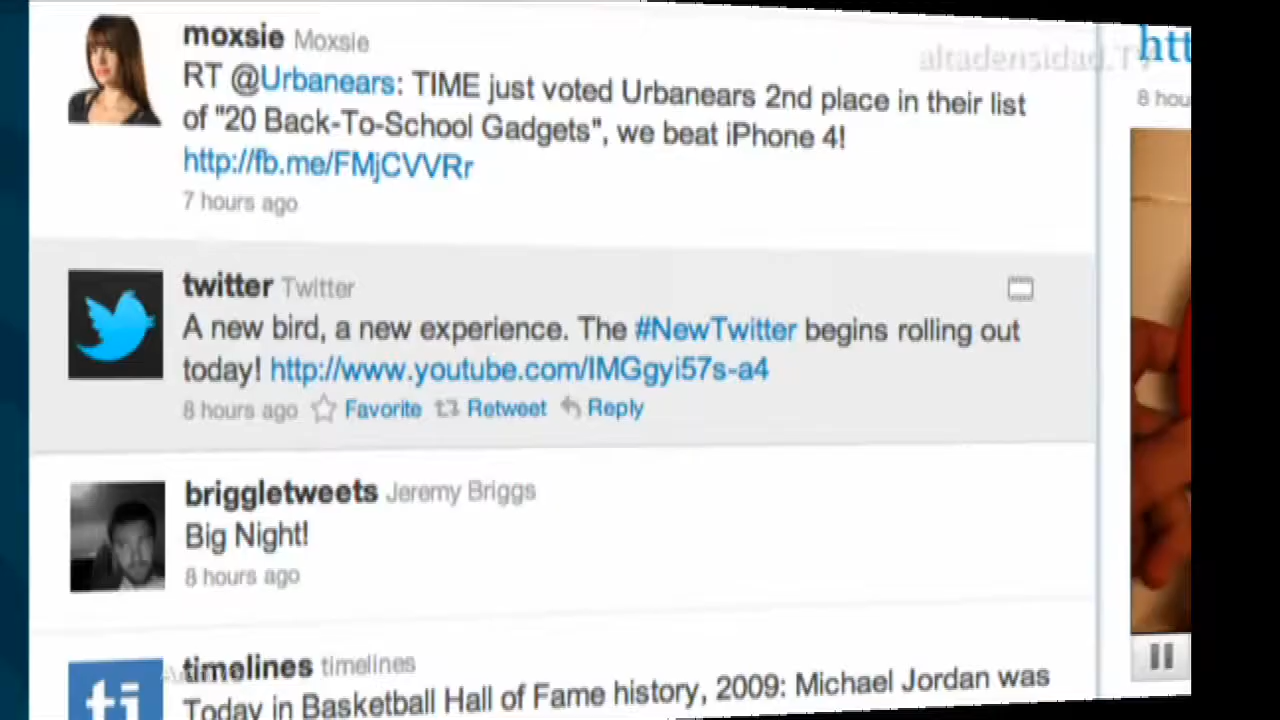 moxsie Moxsie
RT @Urbanears: TIME just voted Urbanears 2nd place in their list
of "20 Back-To-School Gadgets", we beat iPhone 4!
http://fb.me/FMjCVVRr
7 hours ago
twitter Twitter
A new bird, a new experience. The #NewTwitter begins rolling out
today! http://www.youtube.com/IMGgyi57s-a4
8 hours ago Favorite Retweet Reply
briggletweets Jeremy Briggs
Big Night!
8 hours ago
timelines timelines
Today in Basketball Hall of Fame history, 2009: Michael Jordan was
ti
altadensidad.TV
htt
8 hou